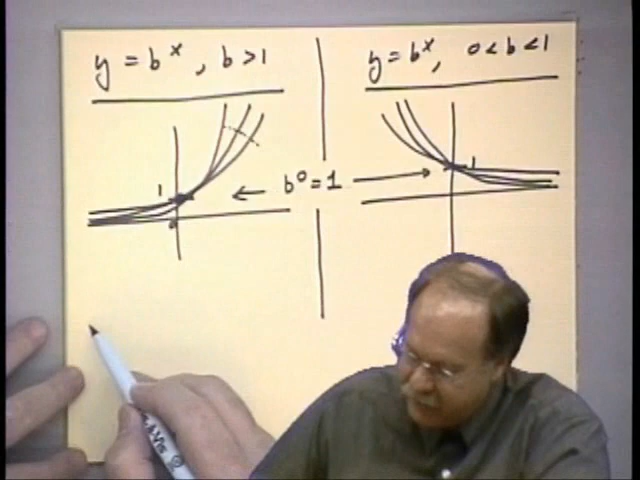 y = b^x , b > 1
y = b^x, 0 < b < 1
1
b^0 = 1
1